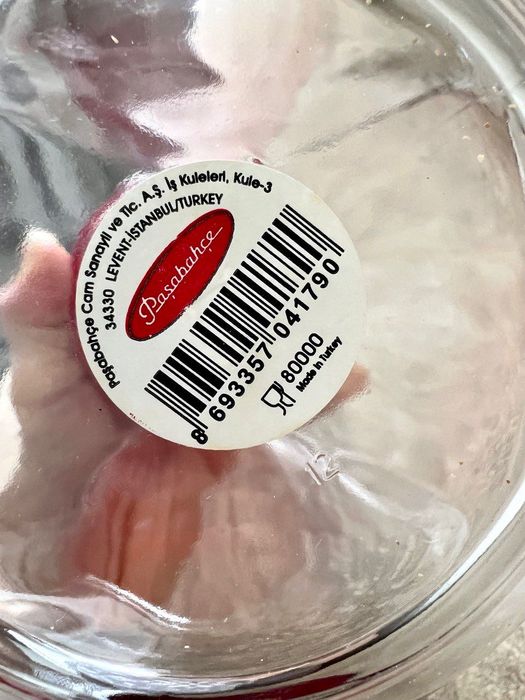 Paşabahçe Cam Sanayii ve Tic. A.Ş. İş Kuleleri, Kule-3
34330 LEVENT-İSTANBUL/TURKEY
Paşabahçe
8 693357 041790
80000
Made in Turkey
12